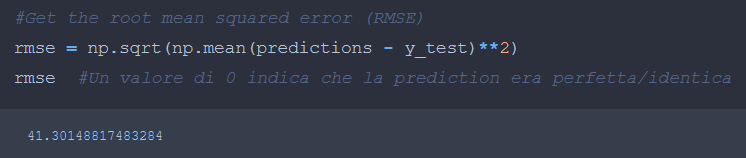 #Get the root mean squared error (RMSE)
rmse = np.sqrt(np.mean(predictions - y_test)**2)
rmse  #Un valore di 0 indica che la prediction era perfetta/identica
41.30148817483284